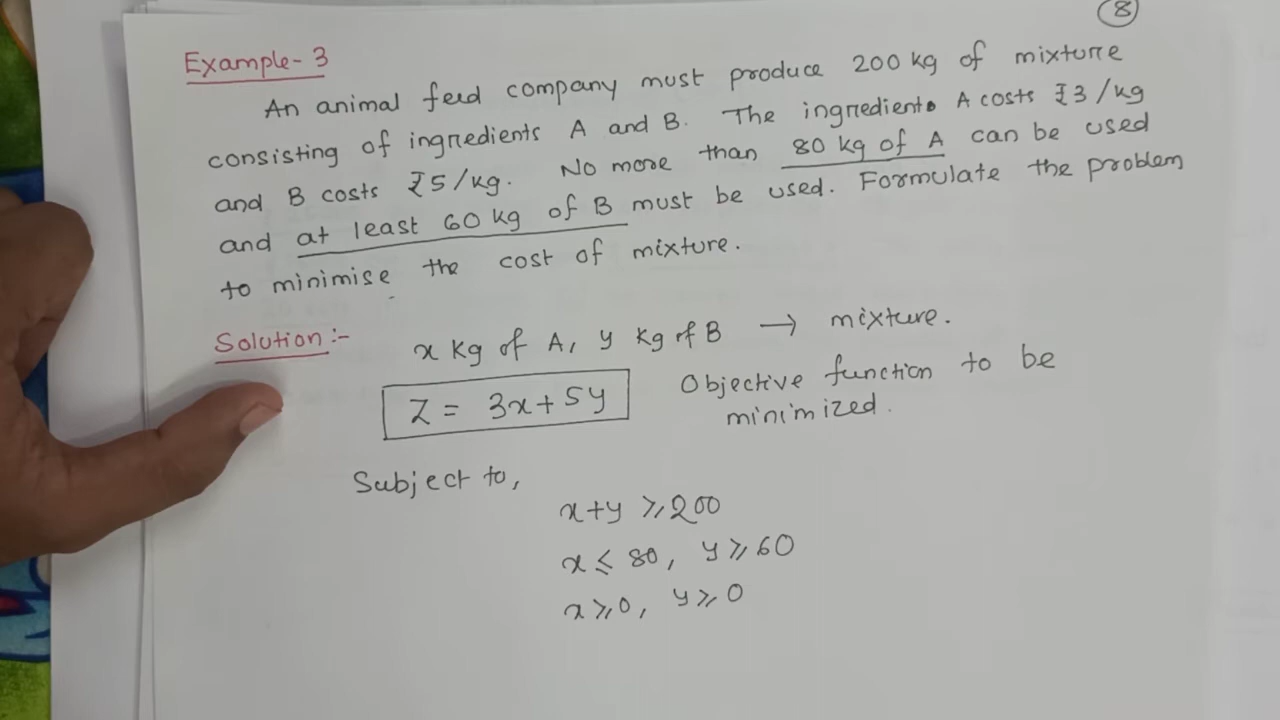 8
Example-3
An animal feed company must produce 200 kg of mixture
consisting of ingredients A and B. The ingredients A costs ₹3/kg
and B costs ₹5/kg. No more than 80 kg of A can be used
and at least 60 kg of B must be used. Formulate the problem
to minimise the cost of mixture.
Solution:-
x kg of A, y kg of B → mixture.
Z = 3x+5y Objective function to be
minimized.
Subject to,
x+y ≥ 200
x ≤ 80, y ≥ 60
x ≥ 0, y ≥ 0